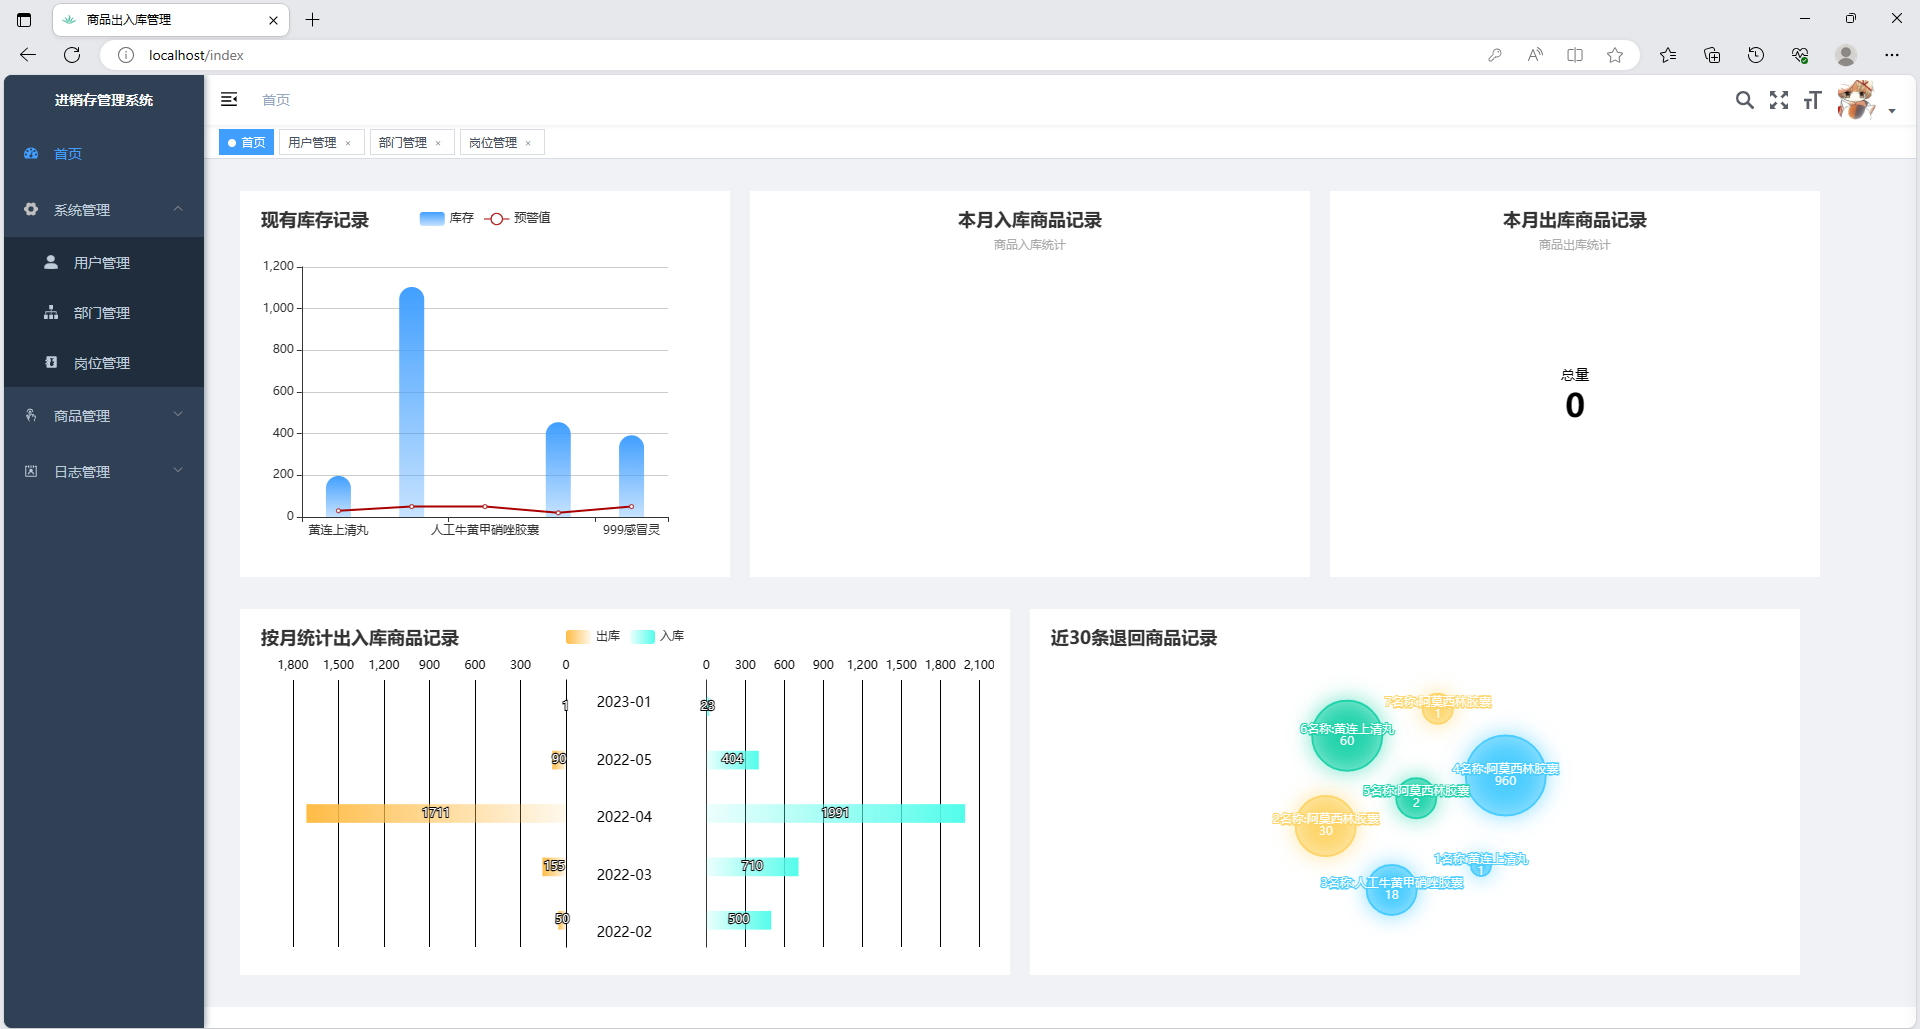 商品出入库管理
localhost/index
进销存管理系统
首页
系统管理
用户管理
部门管理
岗位管理
商品管理
日志管理
首页
首页
用户管理 ×
部门管理 ×
岗位管理 ×
现有库存记录
库存
预警值
1,200
1,000
800
600
400
200
0
黄连上清丸
人工牛黄甲硝唑胶囊
999感冒灵
本月入库商品记录
商品入库统计
本月出库商品记录
商品出库统计
总量
0
按月统计出入库商品记录
出库
入库
1,800 1,500 1,200 900 600 300 0
0 300 600 900 1,200 1,500 1,800 2,100
1 2023-01 23
90 2022-05 404
1711 2022-04 1991
155 2022-03 710
50 2022-02 500
近30条退回商品记录
7名称:阿莫西林胶囊
1
6名称:黄连上清丸
60
4名称:阿莫西林胶囊
960
5名称:阿莫西林胶囊
2
2名称:阿莫西林胶囊
30
1名称:黄连上清丸
1
3名称:人工牛黄甲硝唑胶囊
18